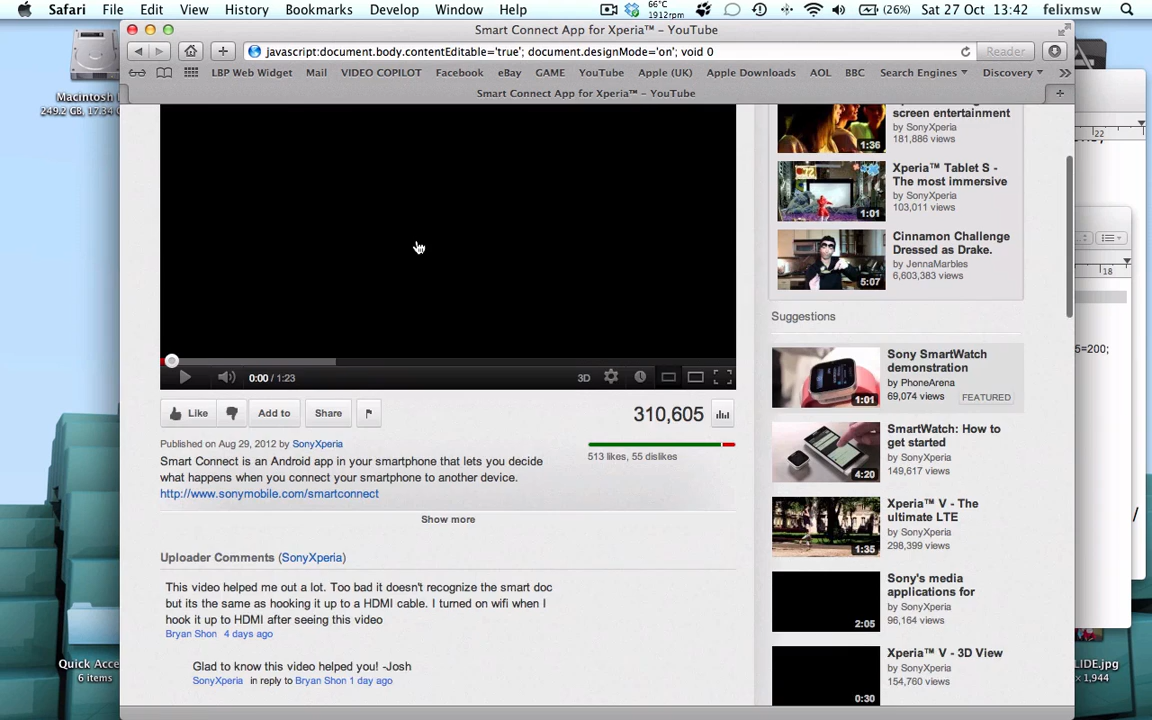 Safari File Edit View History Bookmarks Develop Window Help 66°C 1912rpm (26%) Sat 27 Oct 13:42 felixmsw
Smart Connect App for Xperia™ – YouTube
javascript:document.body.contentEditable='true'; document.designMode='on'; void 0
Reader
LBP Web Widget Mail VIDEO COPILOT Facebook eBay GAME YouTube Apple (UK) Apple Downloads AOL BBC Search Engines Discovery
Smart Connect App for Xperia™ – YouTube
Macintosh
249.2 GB, 17.34
22
18
5=200;
/
screen entertainment
by SonyXperia
181,886 views
1:36
Xperia™ Tablet S -
The most immersive
by SonyXperia
103,011 views
1:01
Cinnamon Challenge
Dressed as Drake.
by JennaMarbles
6,603,383 views
5:07
0:00 / 1:23
3D
Like
Add to
Share
310,605
Published on Aug 29, 2012 by SonyXperia
513 likes, 55 dislikes
Smart Connect is an Android app in your smartphone that lets you decide
what happens when you connect your smartphone to another device.
http://www.sonymobile.com/smartconnect
Show more
Uploader Comments (SonyXperia)
This video helped me out a lot. Too bad it doesn't recognize the smart doc
but its the same as hooking it up to a HDMI cable. I turned on wifi when I
hook it up to HDMI after seeing this video
Bryan Shon 4 days ago
Glad to know this video helped you! -Josh
SonyXperia in reply to Bryan Shon 1 day ago
Suggestions
Sony SmartWatch
demonstration
by PhoneArena
69,074 views
FEATURED
1:01
SmartWatch: How to
get started
by SonyXperia
149,617 views
4:20
Xperia™ V - The
ultimate LTE
by SonyXperia
298,399 views
1:35
Sony's media
applications for
by SonyXperia
96,164 views
2:05
Xperia™ V - 3D View
by SonyXperia
154,760 views
0:30
Quick Acce
6 items
LIDE.jpg
× 1,944